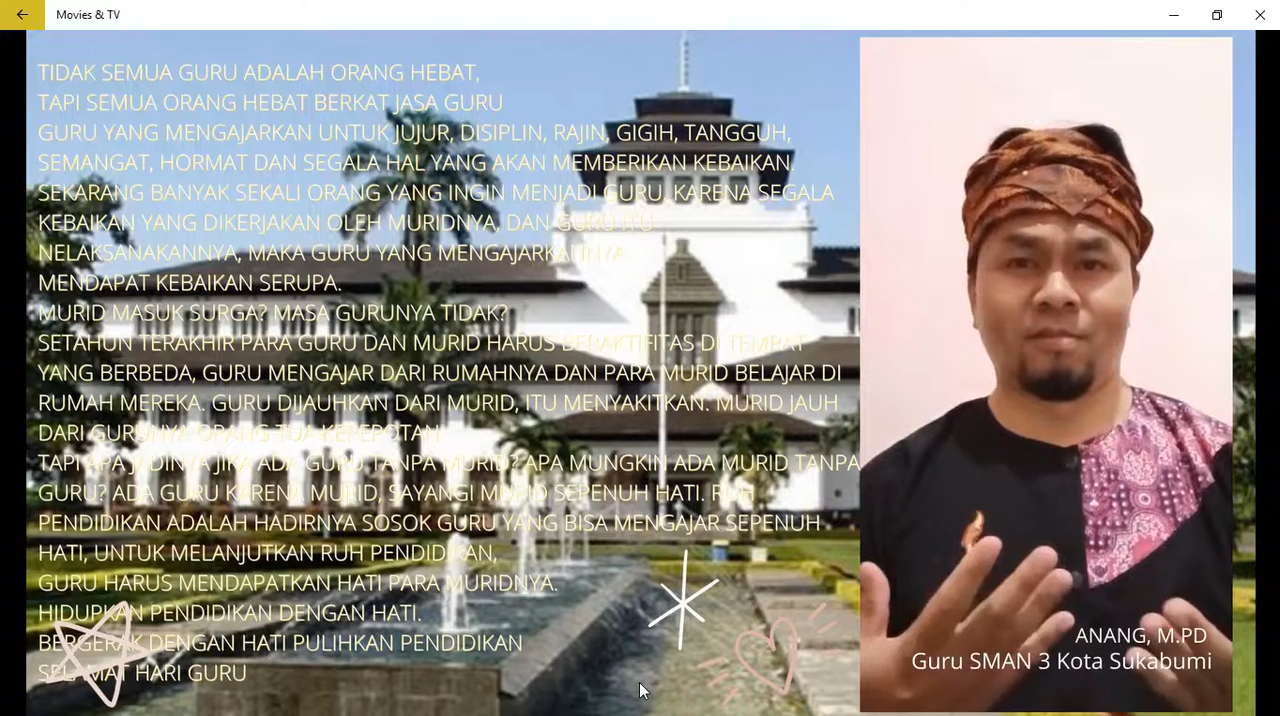 Movies & TV
TIDAK SEMUA GURU ADALAH ORANG HEBAT,
TAPI SEMUA ORANG HEBAT BERKAT JASA GURU
GURU YANG MENGAJARKAN UNTUK JUJUR, DISIPLIN, RAJIN, GIGIH, TANGGUH,
SEMANGAT, HORMAT DAN SEGALA HAL YANG AKAN MEMBERIKAN KEBAIKAN
SEKARANG BANYAK SEKALI ORANG YANG INGIN MENJADI GURU, KARENA SEGALA
KEBAIKAN YANG DIKERJAKAN OLEH MURIDNYA, DAN GURU ITU
NELAKSANAKANNYA, MAKA GURU YANG MENGAJARKANNYA
MENDAPAT KEBAIKAN SERUPA.
MURID MASUK SURGA? MASA GURUNYA TIDAK?
SETAHUN TERAKHIR PARA GURU DAN MURID HARUS BERAKTIFITAS DI TEMPAT
YANG BERBEDA, GURU MENGAJAR DARI RUMAHNYA DAN PARA MURID BELAJAR DI
RUMAH MEREKA. GURU DIJAUHKAN DARI MURID, ITU MENYAKITKAN. MURID JAUH
DARI GURUNYA ORANG TUA KEREPOTAN
TAPI APA JADINYA JIKA ADA GURU TANPA MURID? APA MUNGKIN ADA MURID TANPA
GURU? ADA GURU KARENA MURID, SAYANGI MURID SEPENUH HATI. RUH
PENDIDIKAN ADALAH HADIRNYA SOSOK GURU YANG BISA MENGAJAR SEPENUH
HATI, UNTUK MELANJUTKAN RUH PENDIDIKAN,
GURU HARUS MENDAPATKAN HATI PARA MURIDNYA.
HIDUPKAN PENDIDIKAN DENGAN HATI.
BERGERAK DENGAN HATI PULIHKAN PENDIDIKAN
SELAMAT HARI GURU
ANANG, M.PD
Guru SMAN 3 Kota Sukabumi